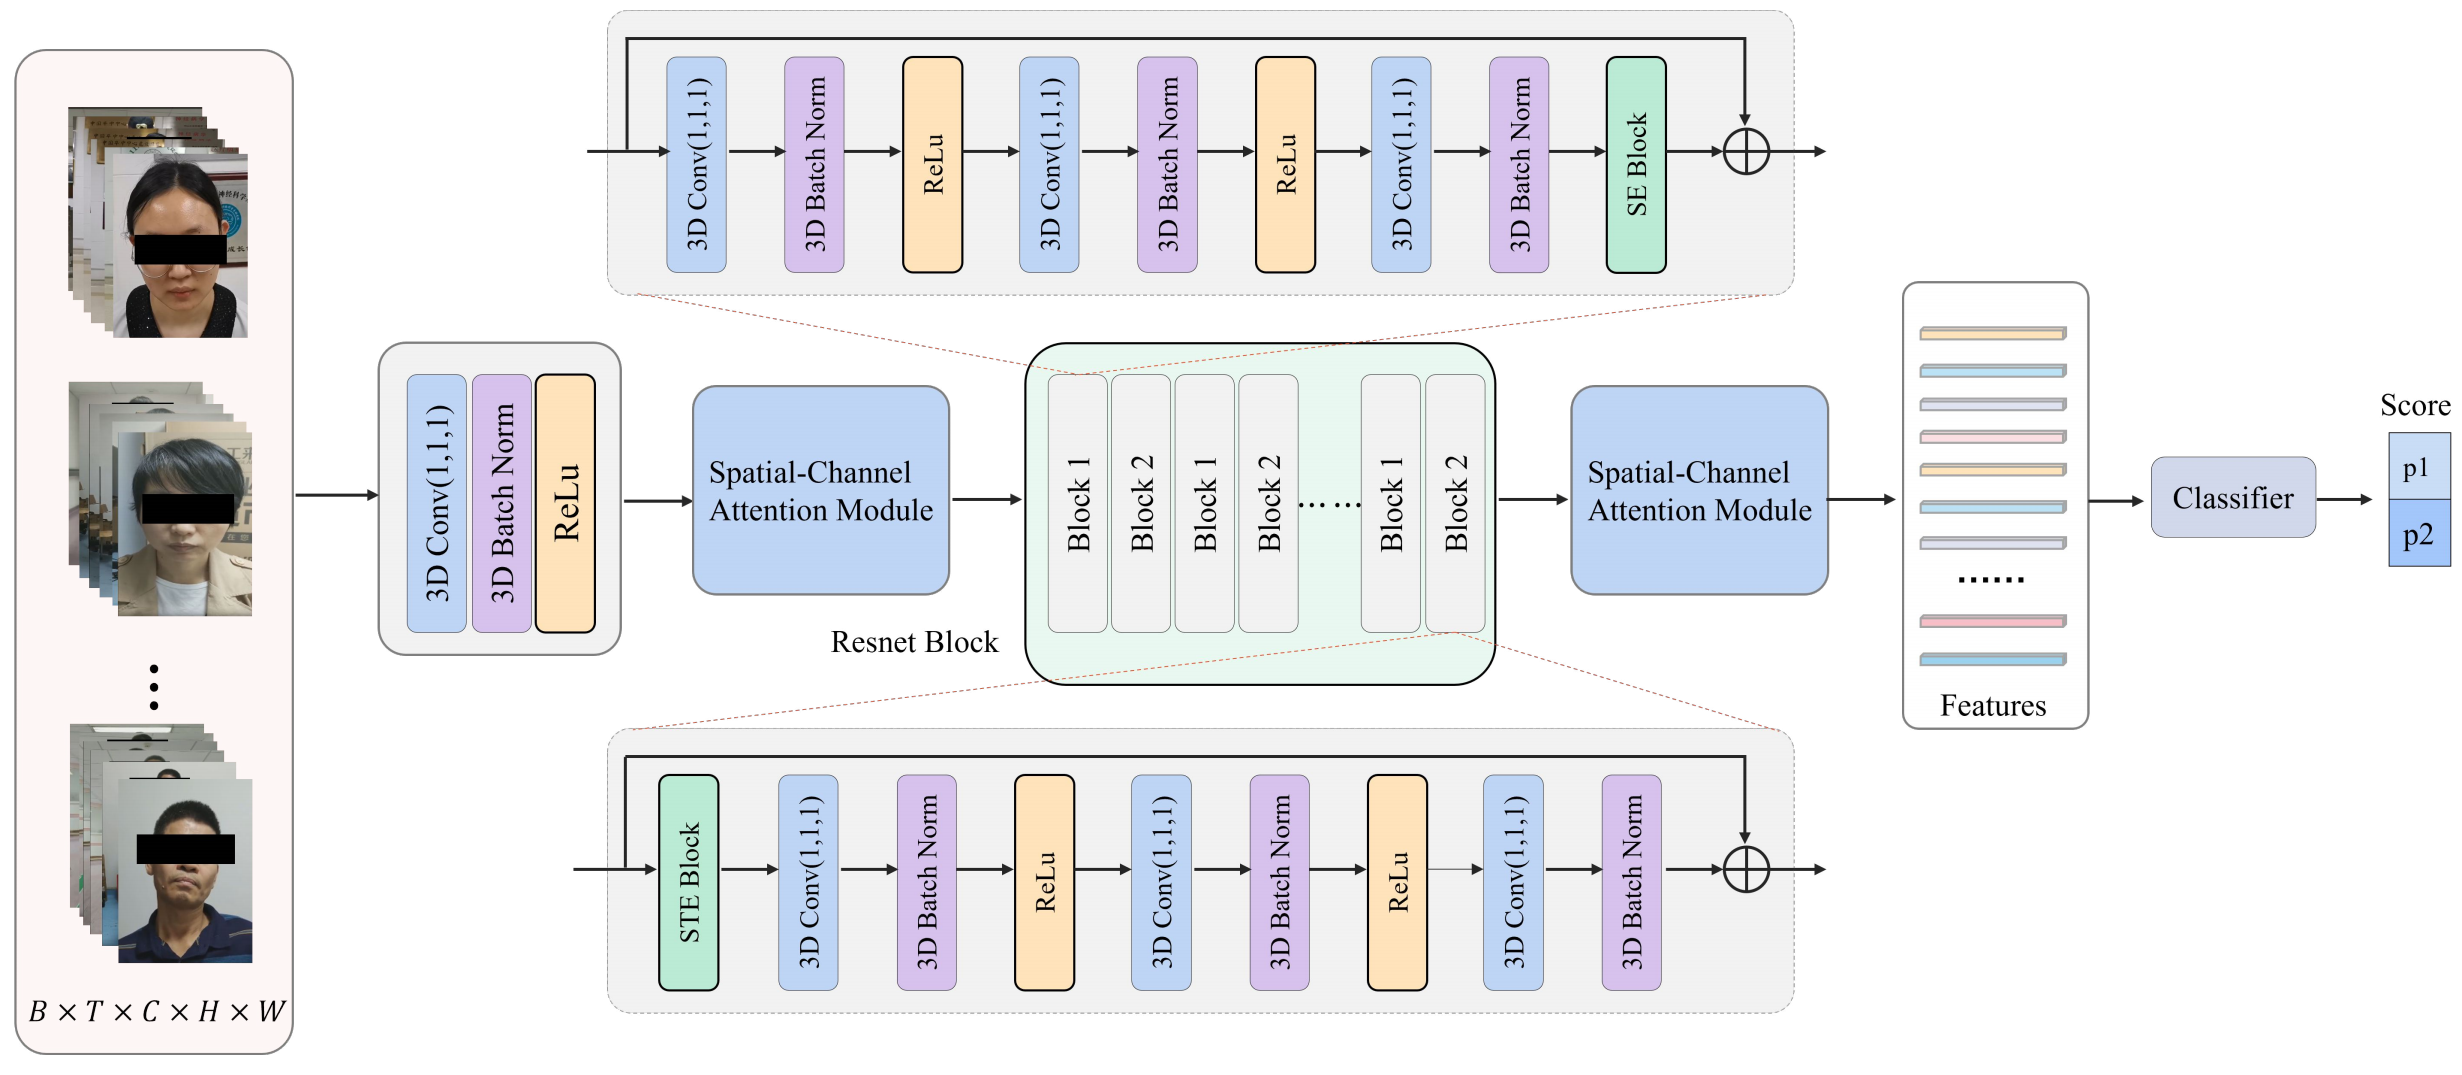 3D Conv(1,1,1)
3D Batch Norm
ReLu
3D Conv(1,1,1)
3D Batch Norm
ReLu
3D Conv(1,1,1)
3D Batch Norm
SE Block
B × T × C × H × W
3D Conv(1,1,1)
3D Batch Norm
ReLu
Spatial-Channel
Attention Module
Resnet Block
Block 1
Block 2
Block 1
Block 2
……
Block 1
Block 2
Spatial-Channel
Attention Module
……
Features
Classifier
Score
p1
p2
STE Block
3D Conv(1,1,1)
3D Batch Norm
ReLu
3D Conv(1,1,1)
3D Batch Norm
ReLu
3D Conv(1,1,1)
3D Batch Norm